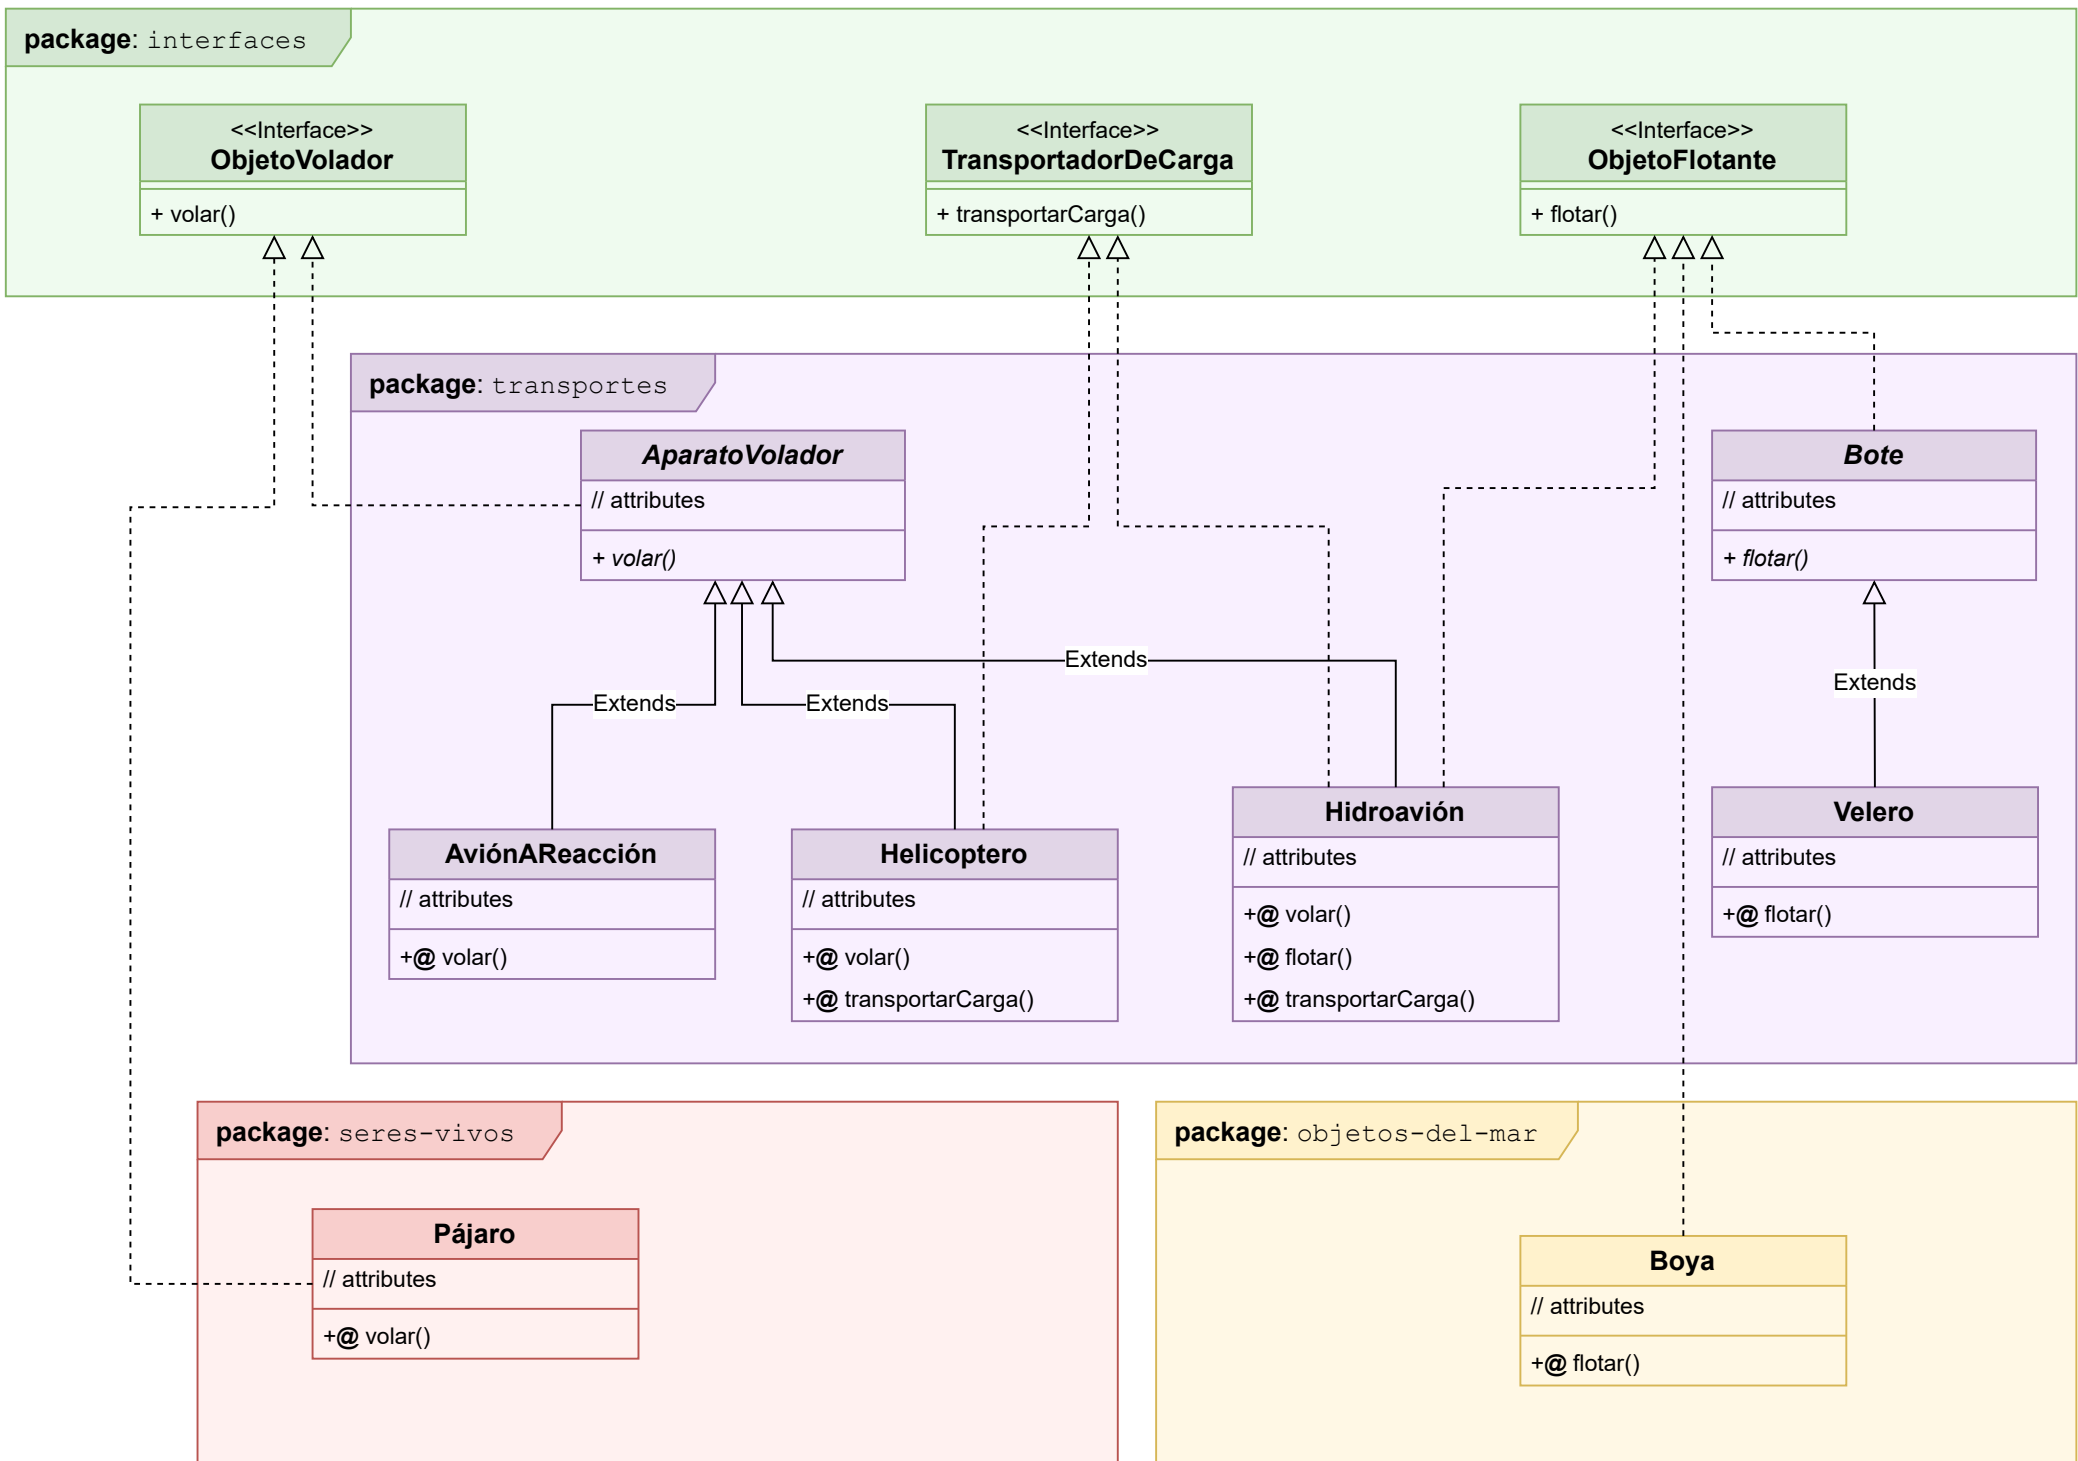 package: interfaces
<<Interface>>
ObjetoVolador
+ volar()
<<Interface>>
TransportadorDeCarga
+ transportarCarga()
<<Interface>>
ObjetoFlotante
+ flotar()
package: transportes
AparatoVolador
// attributes
+ volar()
Bote
// attributes
+ flotar()
Extends
Extends
Extends
Extends
AviónAReacción
// attributes
+@ volar()
Helicoptero
// attributes
+@ volar()
+@ transportarCarga()
Hidroavión
// attributes
+@ volar()
+@ flotar()
+@ transportarCarga()
Velero
// attributes
+@ flotar()
package: seres-vivos
Pájaro
// attributes
+@ volar()
package: objetos-del-mar
Boya
// attributes
+@ flotar()